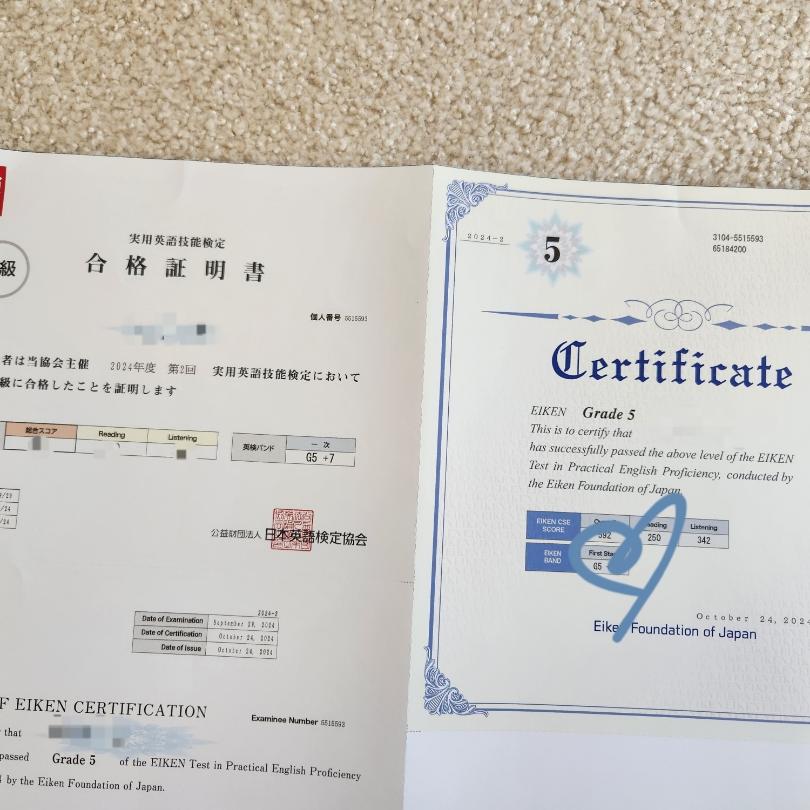 級
実用英語技能検定
合格証明書
個人番号 5515593
者は当協会主催 2024年度 第2回 実用英語技能検定において
級に合格したことを証明します
総合スコア Reading Listening
英検バンド 一次
G5 +7
公益財団法人 日本英語検定協会
2024-2
Date of Examination September 29, 2024
Date of Certification October 24, 2024
Date of Issue October 24, 2024
F EIKEN CERTIFICATION
Examinee Number 5515593
that
passed Grade 5 of the EIKEN Test in Practical English Proficiency
by the Eiken Foundation of Japan.
2024-2
5
3104-5515593
65184200
Certificate
EIKEN Grade 5
This is to certify that
has successfully passed the above level of the EIKEN
Test in Practical English Proficiency, conducted by
the Eiken Foundation of Japan.
EIKEN CSE SCORE
ading Listening
592 250 342
EIKEN BAND
First Sta
G5
October 24, 2024
Eiken Foundation of Japan